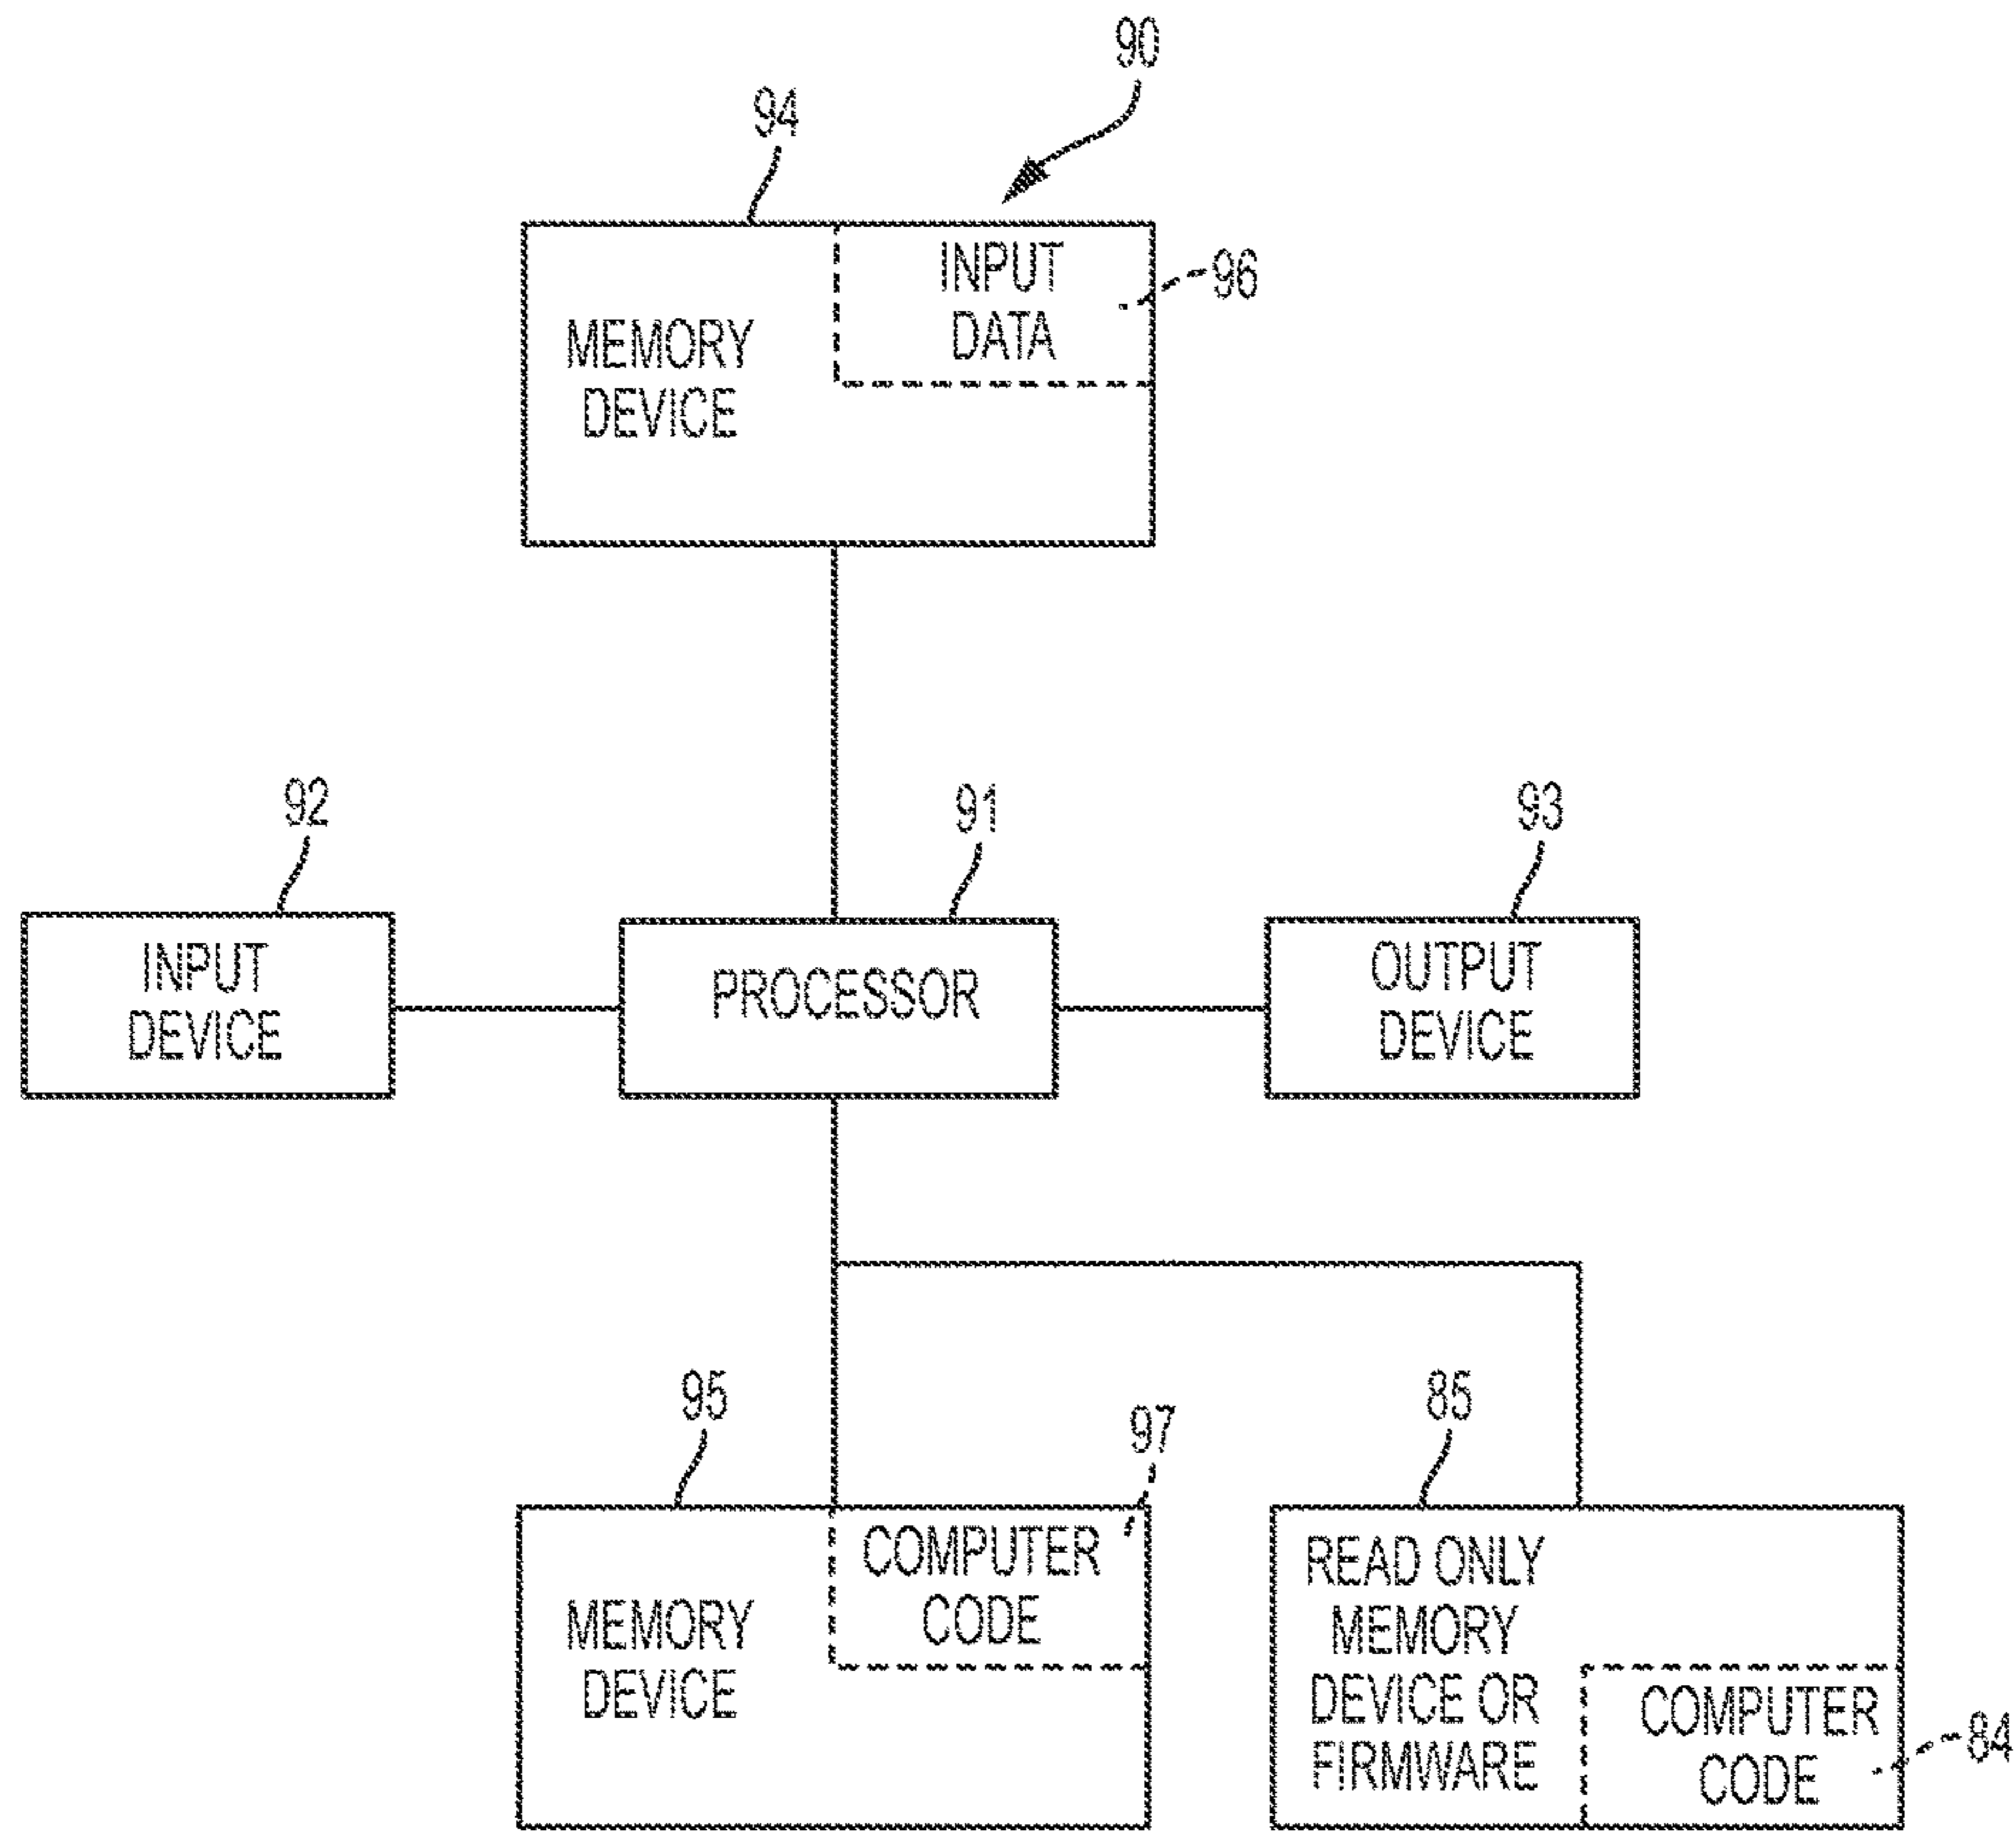 90
94
INPUT
DATA
96
MEMORY
DEVICE
92
91
93
INPUT
DEVICE
PROCESSOR
OUTPUT
DEVICE
95
97
85
COMPUTER
CODE
MEMORY
DEVICE
READ ONLY
MEMORY
DEVICE OR
FIRMWARE
COMPUTER
CODE
84